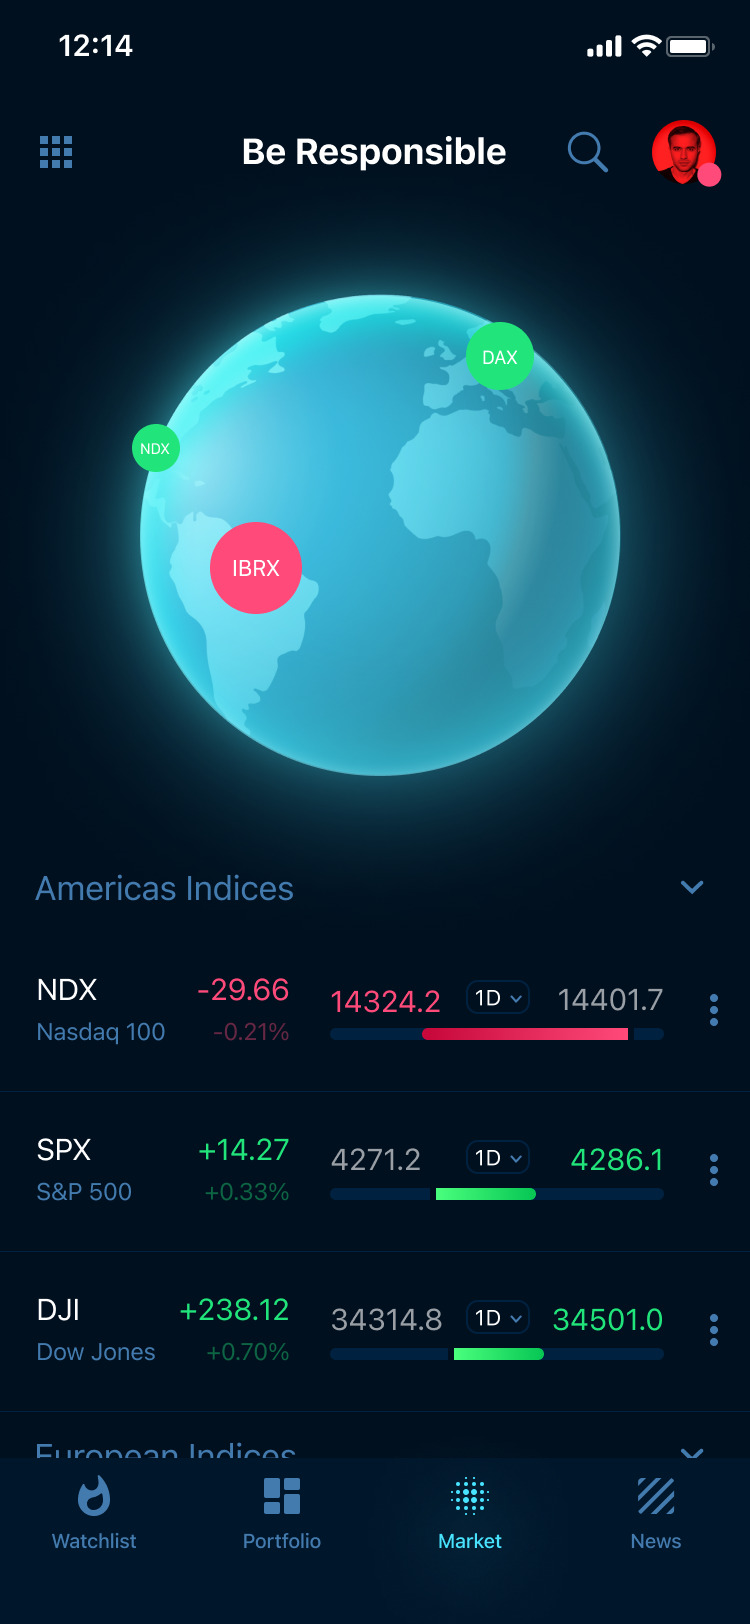 12:14
Be Responsible
DAX
NDX
IBRX
Americas Indices
NDX -29.66 14324.2 1D 14401.7
Nasdaq 100 -0.21%
SPX +14.27 4271.2 1D 4286.1
S&P 500 +0.33%
DJI +238.12 34314.8 1D 34501.0
Dow Jones +0.70%
European Indices
Watchlist Portfolio Market News